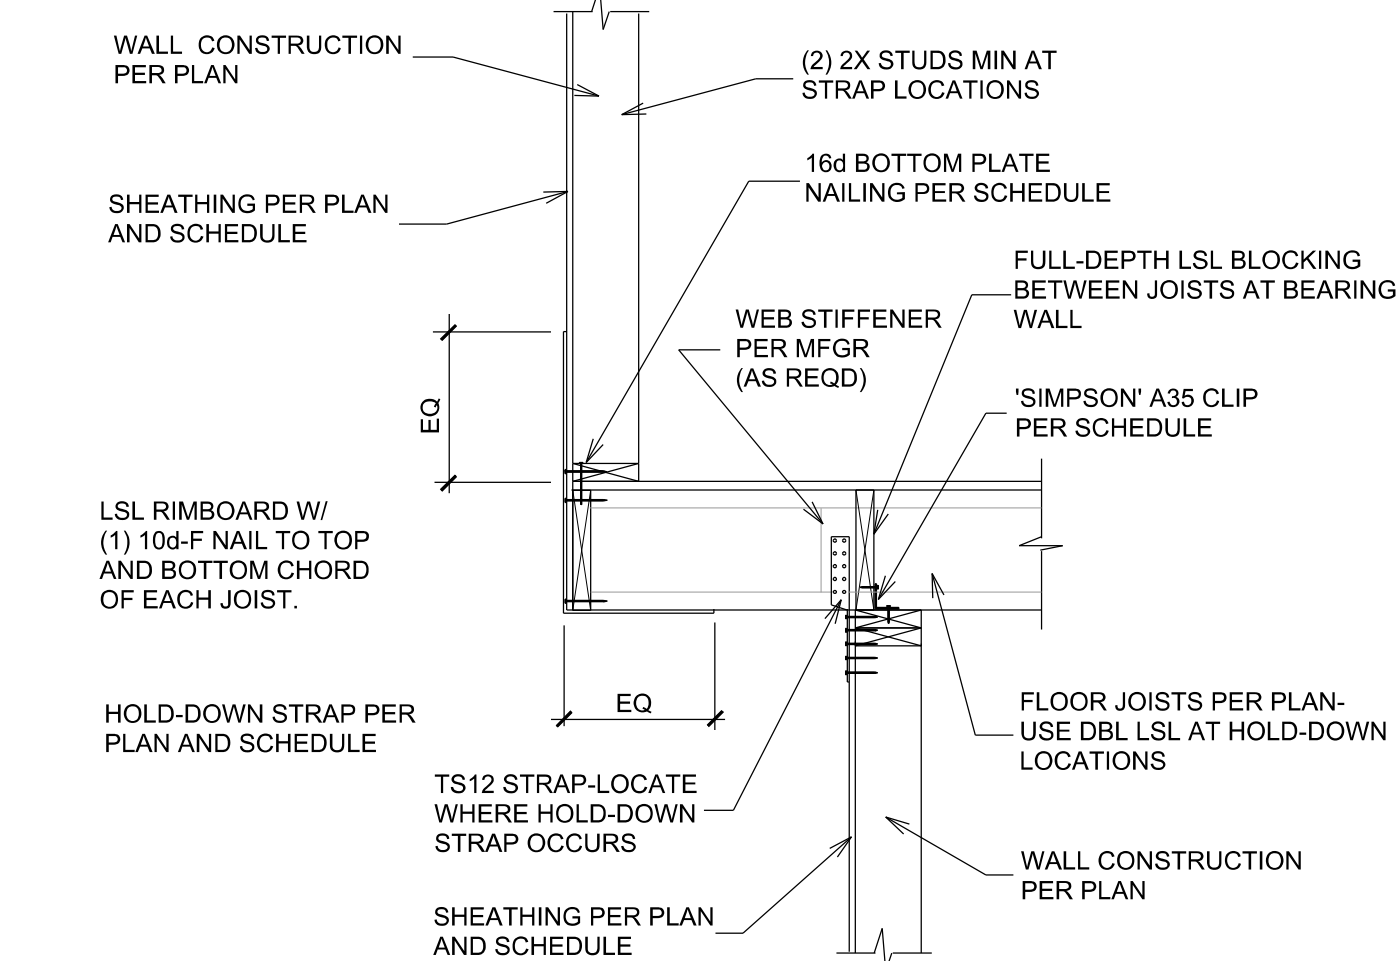 WALL CONSTRUCTION
PER PLAN
(2) 2X STUDS MIN AT
STRAP LOCATIONS
16d BOTTOM PLATE
NAILING PER SCHEDULE
SHEATHING PER PLAN
AND SCHEDULE
FULL-DEPTH LSL BLOCKING
BETWEEN JOISTS AT BEARING
WALL
WEB STIFFENER
PER MFGR
(AS REQD)
EQ
'SIMPSON' A35 CLIP
PER SCHEDULE
LSL RIMBOARD W/
(1) 10d-F NAIL TO TOP
AND BOTTOM CHORD
OF EACH JOIST.
EQ
HOLD-DOWN STRAP PER
PLAN AND SCHEDULE
FLOOR JOISTS PER PLAN-
USE DBL LSL AT HOLD-DOWN
LOCATIONS
TS12 STRAP-LOCATE
WHERE HOLD-DOWN
STRAP OCCURS
WALL CONSTRUCTION
PER PLAN
SHEATHING PER PLAN
AND SCHEDULE